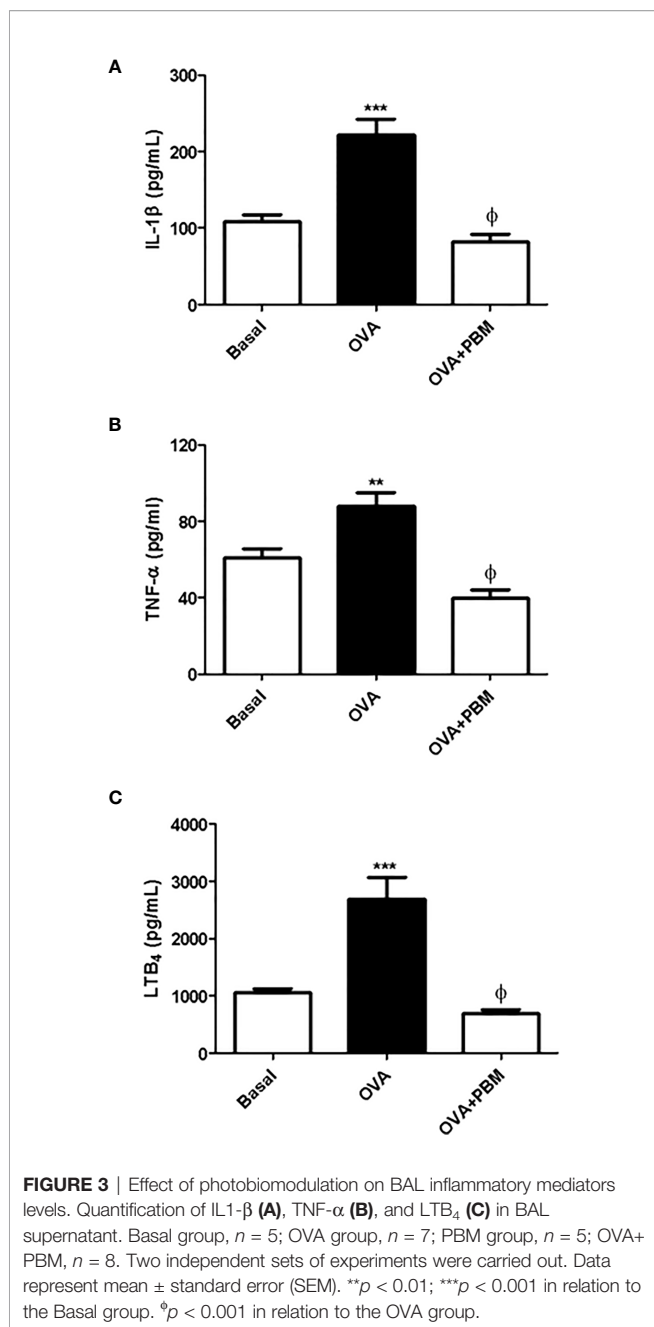 A
300
***
200
IL-1β (pg/mL)
ϕ
100
0
Basal
OVA
OVA+PBM
B
120
**
80
TNF-α (pg/ml)
ϕ
40
0
Basal
OVA
OVA+PBM
C
4000
***
3000
2000
LTB₄ (pg/mL)
ϕ
1000
0
Basal
OVA
OVA+PBM
FIGURE 3 | Effect of photobiomodulation on BAL inflammatory mediators
levels. Quantification of IL1-β (A), TNF-α (B), and LTB₄ (C) in BAL
supernatant. Basal group, n = 5; OVA group, n = 7; PBM group, n = 5; OVA+
PBM, n = 8. Two independent sets of experiments were carried out. Data
represent mean ± standard error (SEM). **p < 0.01; ***p < 0.001 in relation to
the Basal group. ϕp < 0.001 in relation to the OVA group.